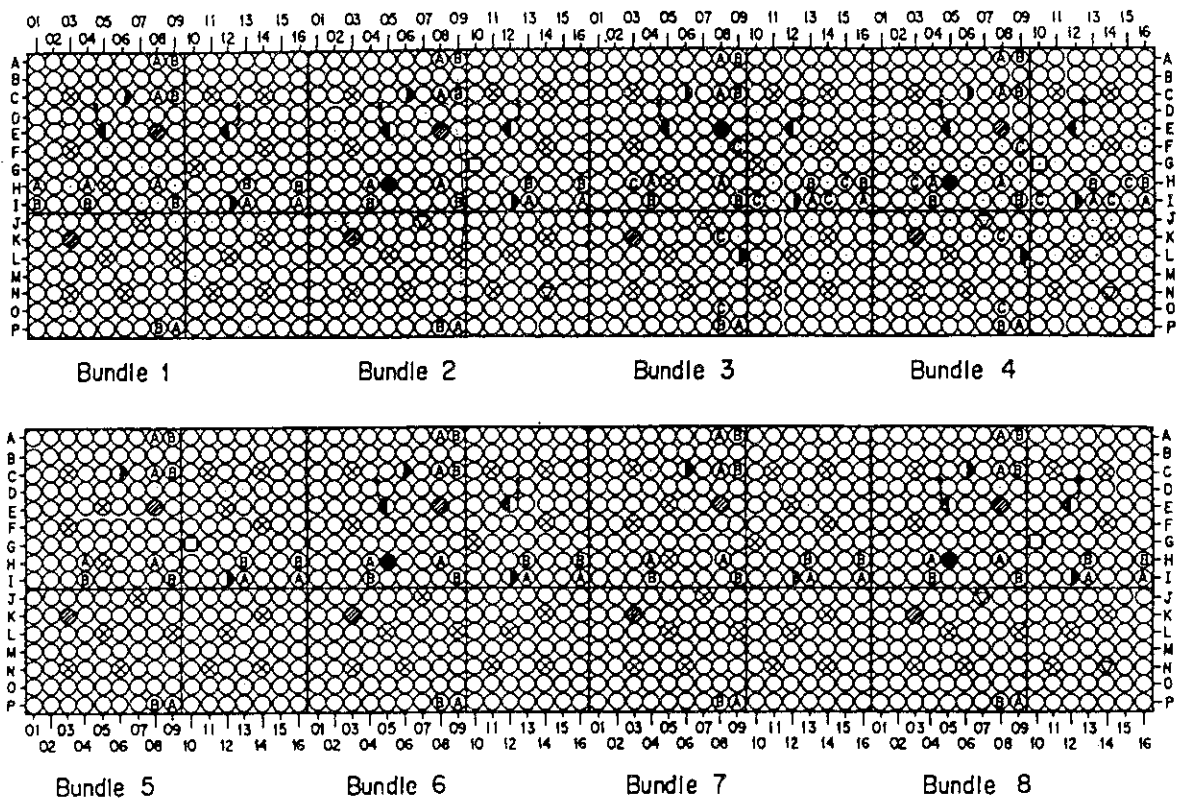 01 03 05 07 09 11 13 15 01 03 05 07 09 11 13 15 01 03 05 07 09 11 13 15 01 03 05 07 09 11 13 15
02 04 06 08 10 12 14 16 02 04 06 08 10 12 14 16 02 04 06 08 10 12 14 16 02 04 06 08 10 12 14 16
A A B A B A B A B A
B B
C A B A B A B A B C
D D
E E
F C C F
G G
H A A A B B A A B B C A A B C B C A A B C B H
I B B B A A B B A A B B C A C A B B C A C A I
J J
K C C K
L L
M M
N N
O C C O
P B A B A B A B A P
Bundle 1 Bundle 2 Bundle 3 Bundle 4
A A B A B A B A B A
B B
C A B A B A B A B C
D D
E E
F F
G G
H A A B B A A B B A A B B A A B B H
I B B A A B B A A B B A A B B A A I
J J
K K
L L
M M
N N
O O
P B A B A B A B A P
01 03 05 07 09 11 13 15 01 03 05 07 09 11 13 15 01 03 05 07 09 11 13 15 01 03 05 07 09 11 13 15
02 04 06 08 10 12 14 16 02 04 06 08 10 12 14 16 02 04 06 08 10 12 14 16 02 04 06 08 10 12 14 16
Bundle 5 Bundle 6 Bundle 7 Bundle 8